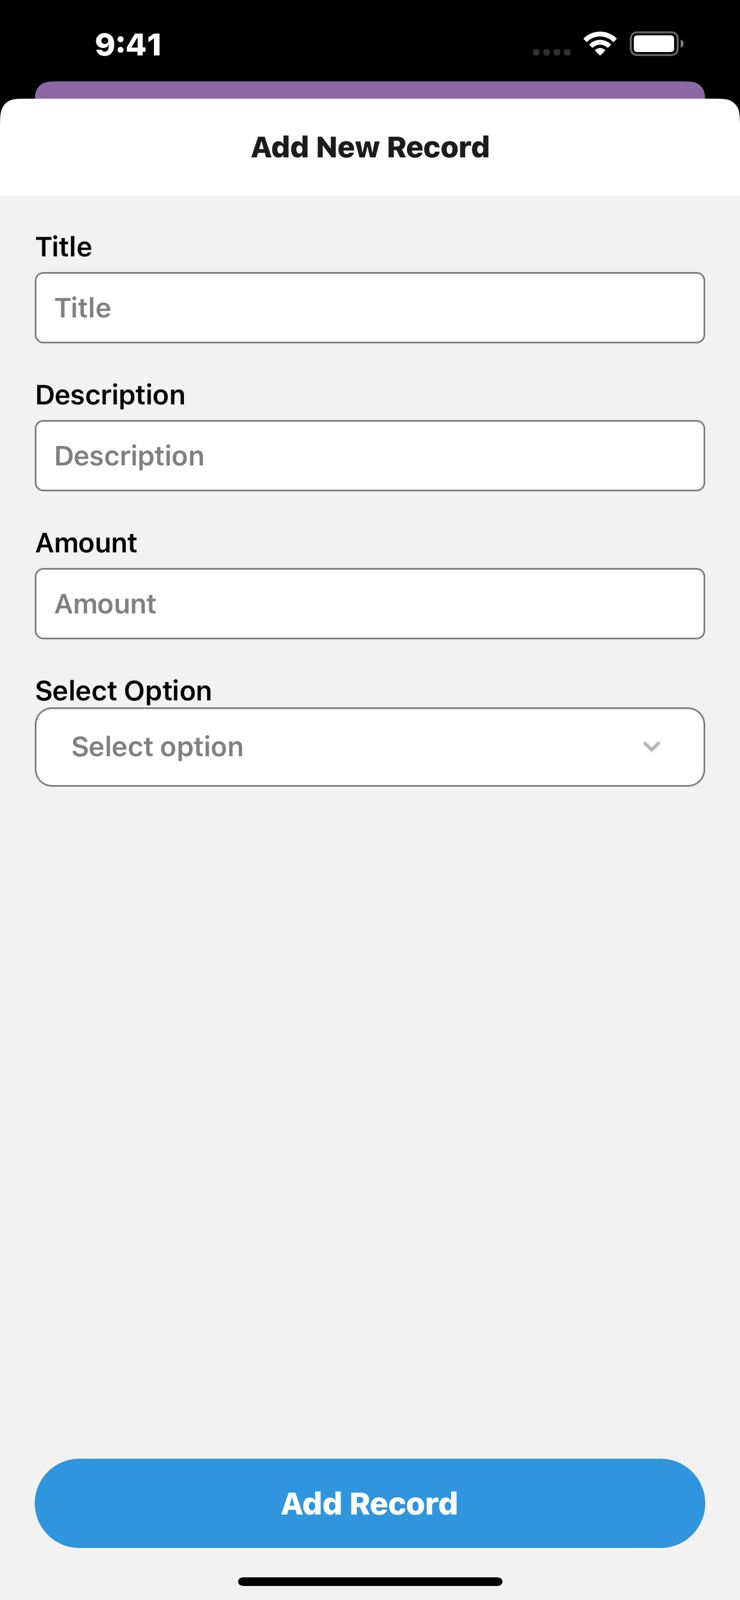 9:41
Add New Record
Title
Title
Description
Description
Amount
Amount
Select Option
Select option
Add Record